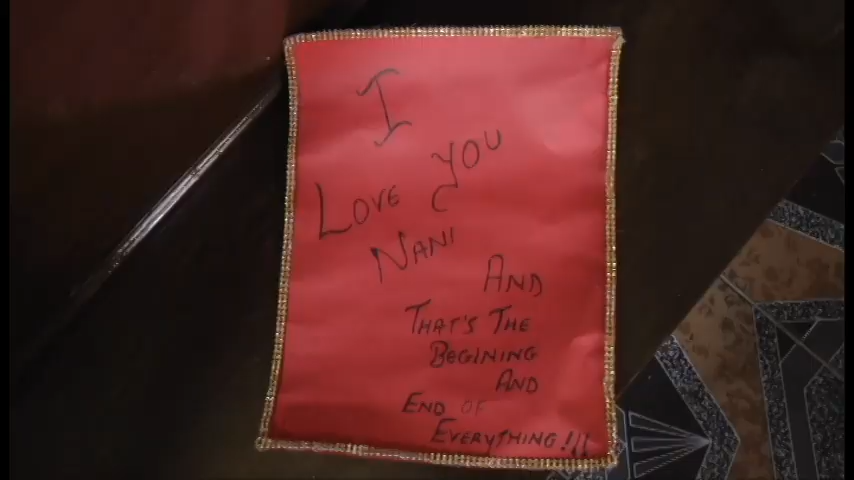 I
LOVE YOU
NANI
AND
THAT'S THE
BEGINING
AND
END OF
EVERYTHING!!!